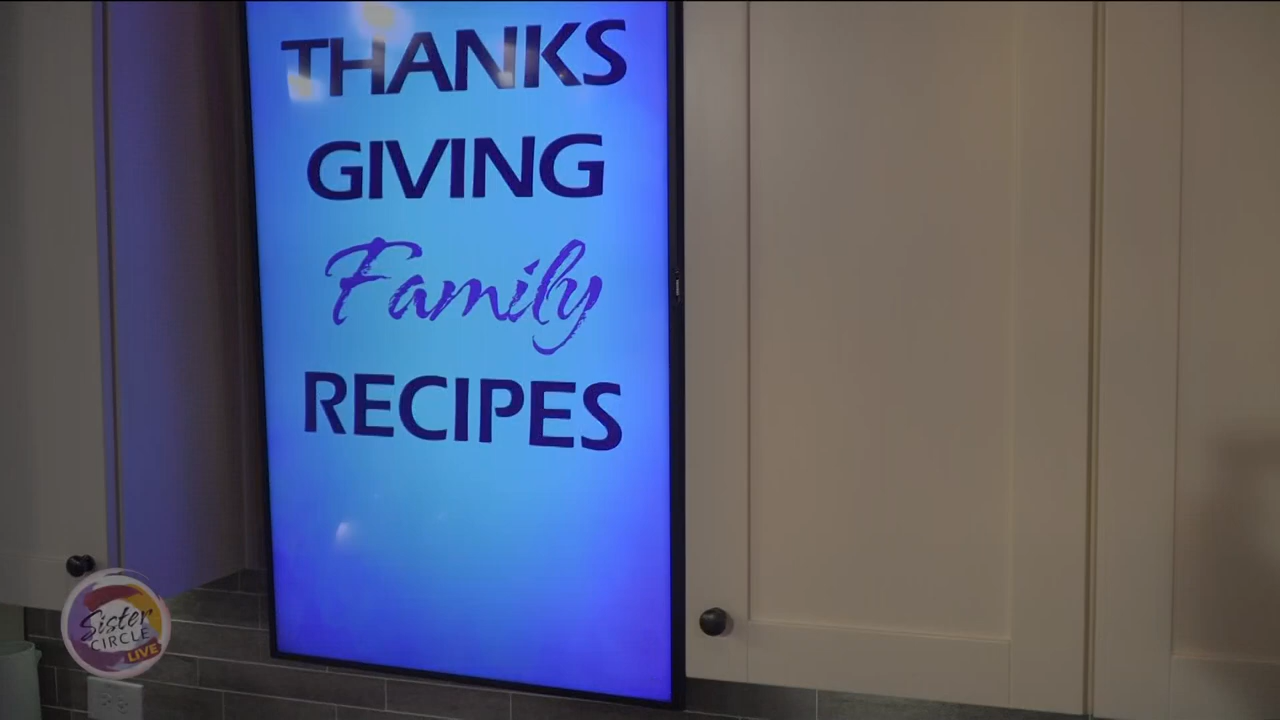 THANKS
GIVING
Family
RECIPES
Sister
CIRCLE
LIVE